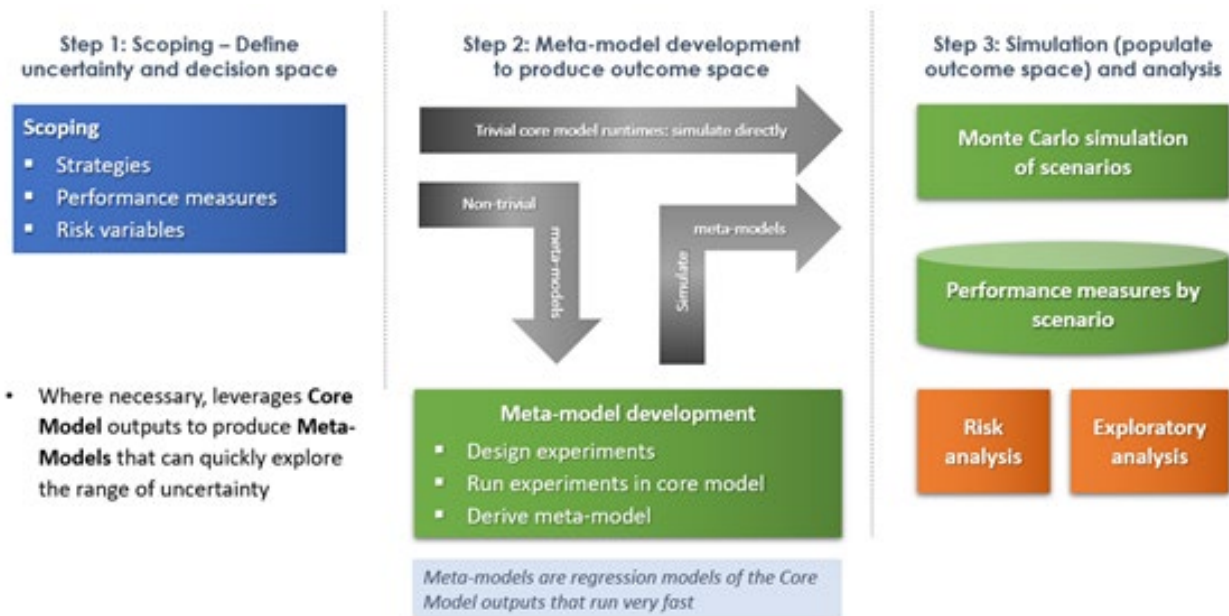 Step 1: Scoping – Define
uncertainty and decision space
Scoping
▪ Strategies
▪ Performance measures
▪ Risk variables
• Where necessary, leverages Core
Model outputs to produce Meta-
Models that can quickly explore
the range of uncertainty
Step 2: Meta-model development
to produce outcome space
Trivial core model runtimes: simulate directly
Non-trivial
meta-models
Simulate
meta-models
Meta-model development
▪ Design experiments
▪ Run experiments in core model
▪ Derive meta-model
Meta-models are regression models of the Core
Model outputs that run very fast
Step 3: Simulation (populate
outcome space) and analysis
Monte Carlo simulation
of scenarios
Performance measures by
scenario
Risk
analysis
Exploratory
analysis